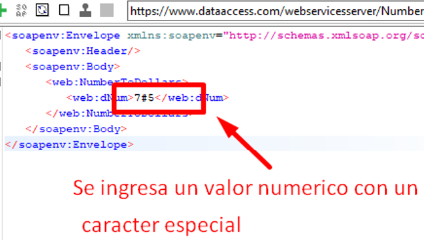 SO
AP
https://www.dataaccess.com/webservicesserver/Number
<soapenv:Envelope xmlns:soapenv="http://schemas.xmlsoap.org/so
<soapenv:Header/>
<soapenv:Body>
<web:NumberToDollars>
<web:dNum>7#5</web:dNum>
</web:NumberToDollars>
</soapenv:Body>
</soapenv:Envelope>
Se ingresa un valor numerico con un
caracter especial